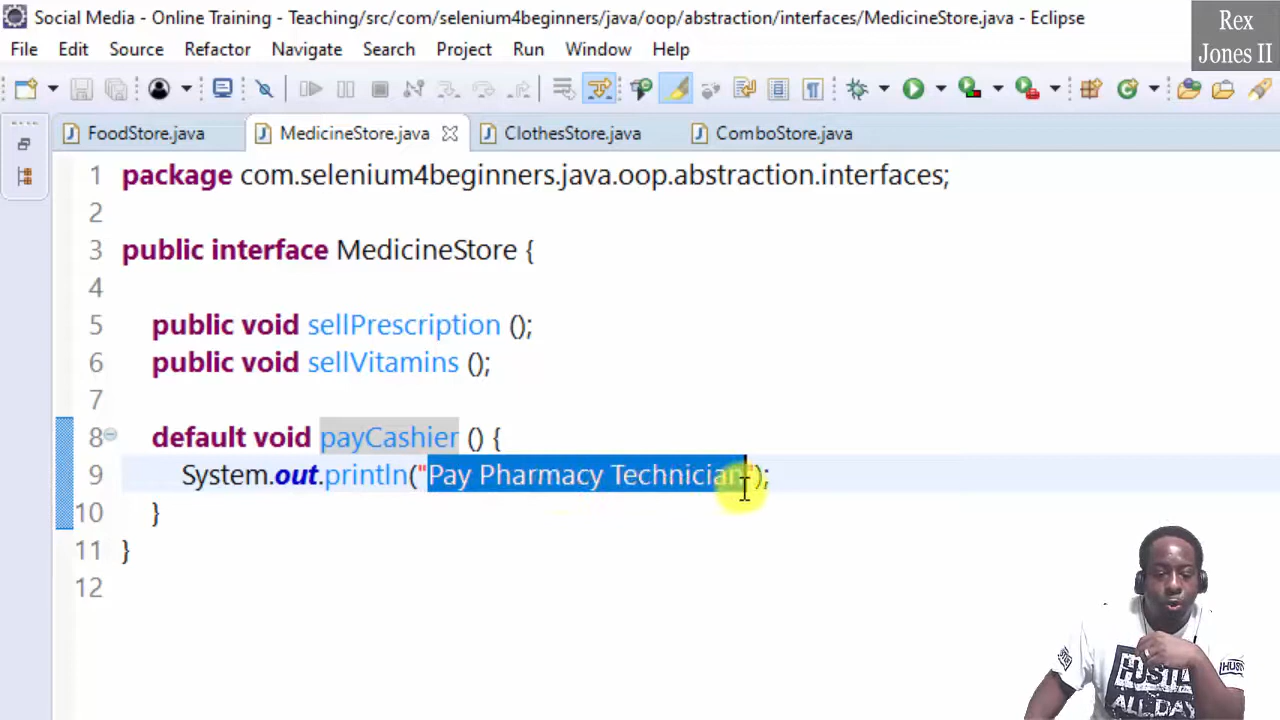 Social Media - Online Training - Teaching/src/com/selenium4beginners/java/oop/abstraction/interfaces/MedicineStore.java - Eclipse
Rex
Jones II
File Edit Source Refactor Navigate Search Project Run Window Help
FoodStore.java MedicineStore.java ClothesStore.java ComboStore.java
1 package com.selenium4beginners.java.oop.abstraction.interfaces;
2
3 public interface MedicineStore {
4
5 public void sellPrescription ();
6 public void sellVitamins ();
7
8 default void payCashier () {
9 System.out.println("Pay Pharmacy Technician");
10 }
11 }
12
HUSTLE
ALL DAY